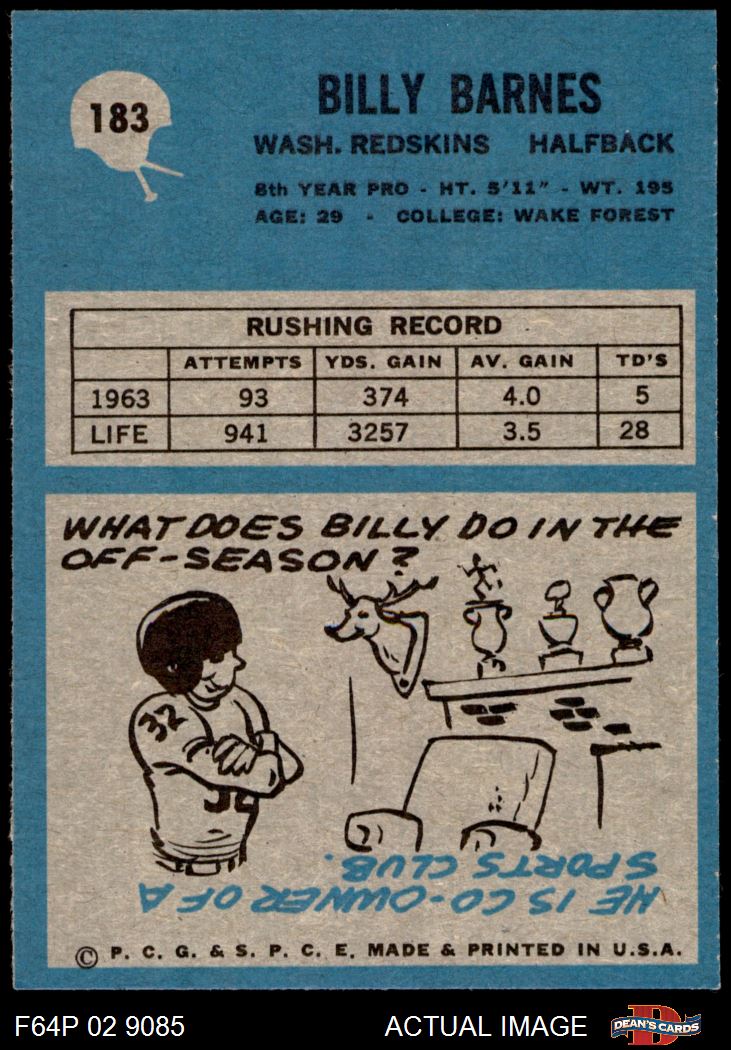 183
BILLY BARNES
WASH. REDSKINS HALFBACK
8th YEAR PRO - HT. 5'11" - WT. 195
AGE: 29 - COLLEGE: WAKE FOREST
RUSHING RECORD
ATTEMPTS YDS. GAIN AV. GAIN TD'S
1963 93 374 4.0 5
LIFE 941 3257 3.5 28
WHAT DOES BILLY DO IN THE
OFF-SEASON?
32
32
HE IS CO-OWNER OF A
SPORTS CLUB.
© P. C. G. & S. P. C. E. MADE & PRINTED IN U.S.A.
F64P 02 9085 ACTUAL IMAGE
D
DEAN'S CARDS